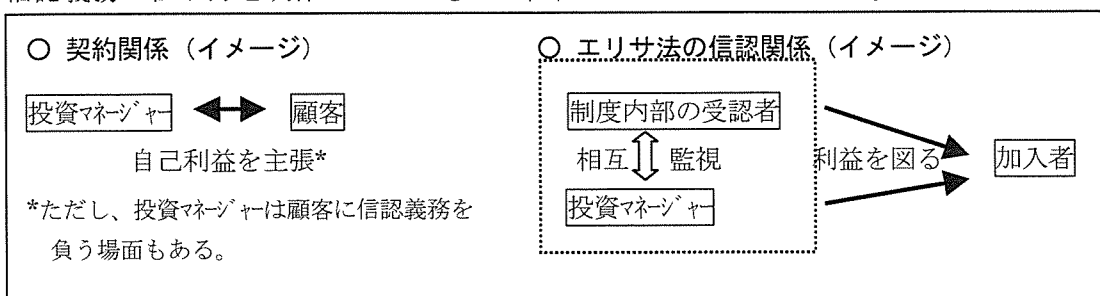 ○ 契約関係（イメージ）
投資マネージャー 顧客
自己利益を主張*
*ただし、投資マネージャーは顧客に信認義務を
負う場面もある。
○ エリサ法の信認関係（イメージ）
制度内部の受認者
相互 監視
利益を図る
加入者
投資マネージャー